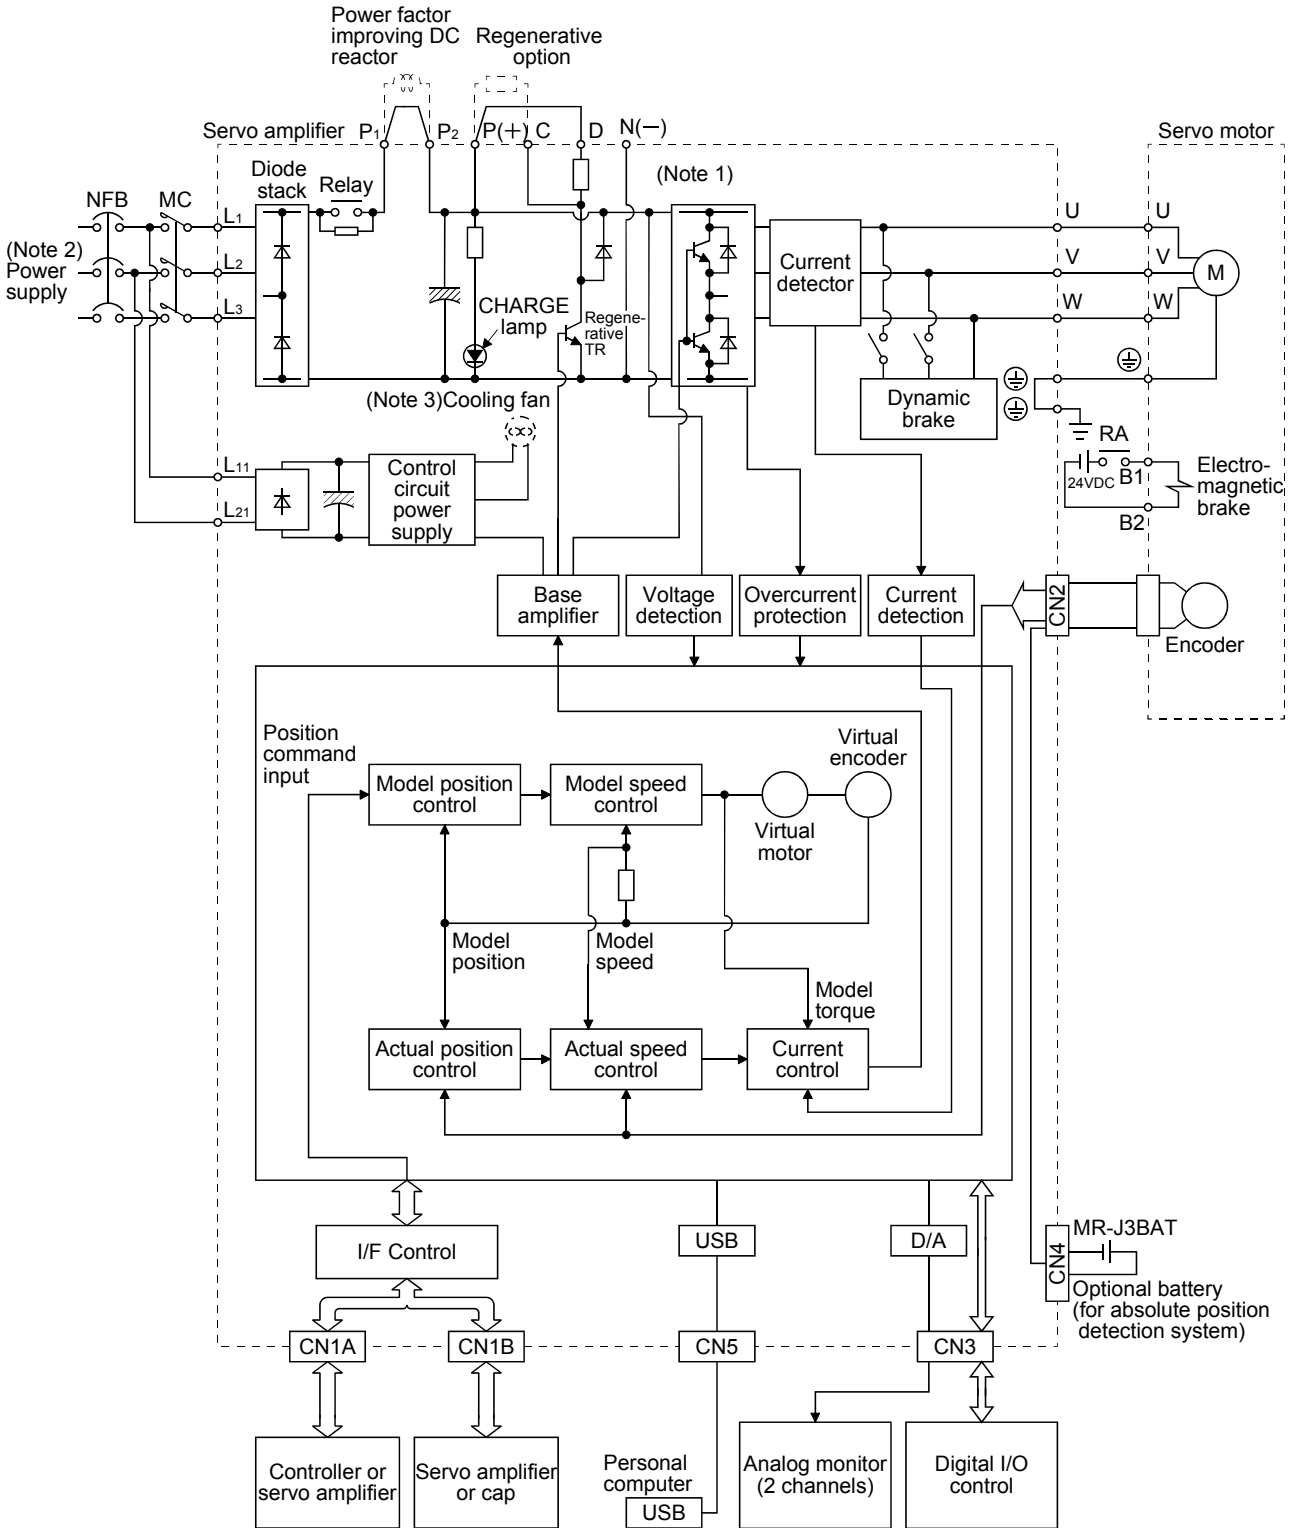 Power factor
improving DC
reactor
Regenerative
option
Servo amplifier
P1
P2
P(+)
C
D
N(−)
Servo motor
Diode
stack
Relay
(Note 1)
NFB
MC
L1
U
U
(Note 2)
Power
supply
L2
Current
detector
V
V
M
L3
CHARGE
lamp
Regene-
rative
TR
W
W
(Note 3)Cooling fan
Dynamic
brake
RA
24VDC
B1
B2
Electro-
magnetic
brake
L11
L21
Control
circuit
power
supply
Base
amplifier
Voltage
detection
Overcurrent
protection
Current
detection
CN2
Encoder
Position
command
input
Virtual
encoder
Model position
control
Model speed
control
Virtual
motor
Model
position
Model
speed
Model
torque
Actual position
control
Actual speed
control
Current
control
I/F Control
USB
D/A
CN4
MR-J3BAT
Optional battery
(for absolute position
detection system)
CN1A
CN1B
CN5
CN3
Controller or
servo amplifier
Servo amplifier
or cap
Personal
computer
USB
Analog monitor
(2 channels)
Digital I/O
control